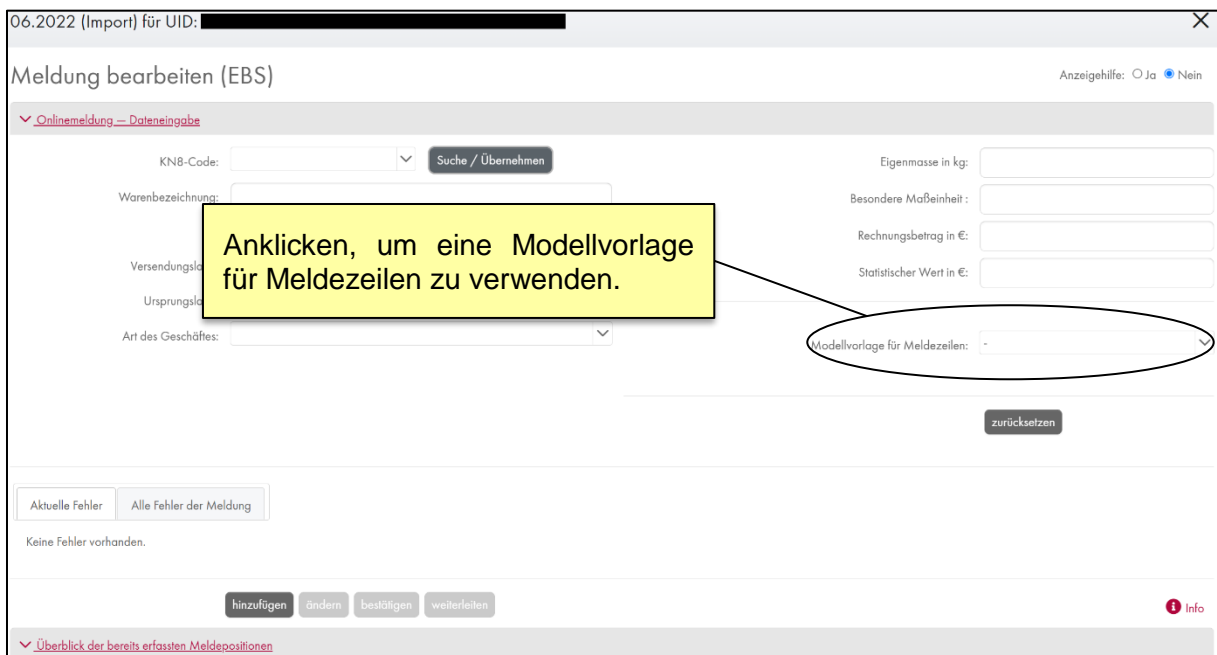 06.2022 (Import) für UID:
Meldung bearbeiten (EBS)
Anzeigehilfe: Ja Nein
Onlinemeldung — Dateneingabe
KN8-Code:
Suche / Übernehmen
Warenbezeichnung:
Art des Geschäftes:
Eigenmasse in kg:
Besondere Maßeinheit :
Rechnungsbetrag in €:
Statistischer Wert in €:
Anklicken, um eine Modellvorlage
für Meldezeilen zu verwenden.
Modellvorlage für Meldezeilen: -
zurücksetzen
Aktuelle Fehler Alle Fehler der Meldung
Keine Fehler vorhanden.
hinzufügen ändern bestätigen weiterleiten
Info
Überblick der bereits erfassten Meldepositionen